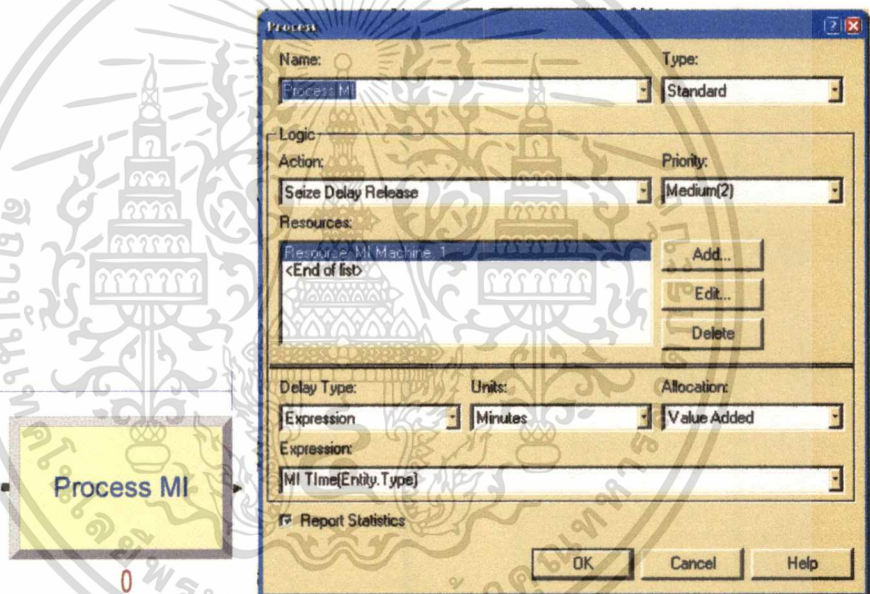 Process
Name:
Type:
Process MI
Standard
Logic
Action:
Priority:
Seize Delay Release
Medium(2)
Resources:
Resource, MI Machine, 1
<End of list>
Add...
Edit...
Delete
Delay Type:
Units:
Allocation:
Expression
Minutes
Value Added
Expression:
MI TIme(Entity.Type)
Report Statistics
OK
Cancel
Help
Process MI
0